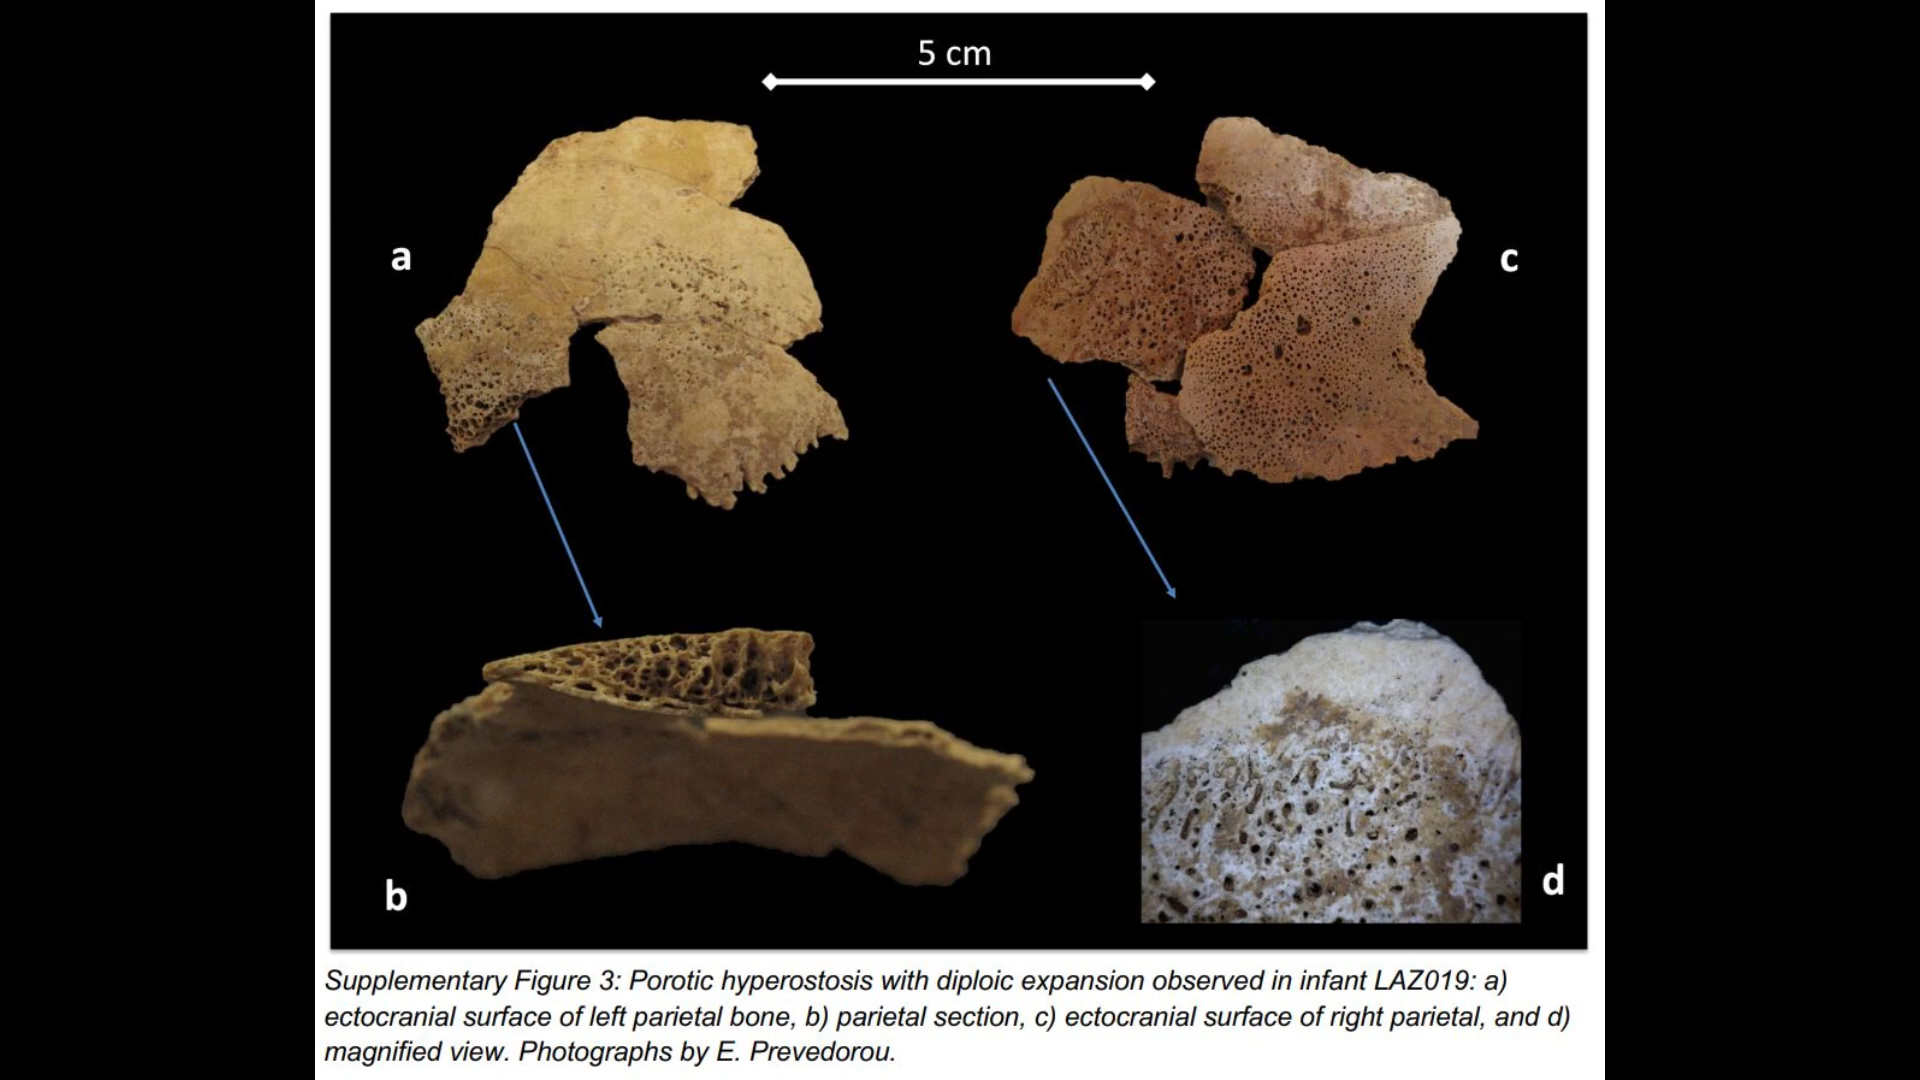 5 cm
a
c
b
d
Supplementary Figure 3: Porotic hyperostosis with diploic expansion observed in infant LAZ019: a)
ectocranial surface of left parietal bone, b) parietal section, c) ectocranial surface of right parietal, and d)
magnified view. Photographs by E. Prevedorou.